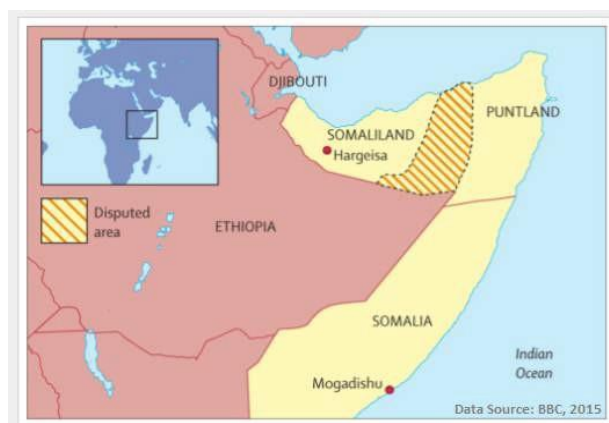 DJIBOUTI
PUNTLAND
SOMALILAND
Hargeisa
Disputed
area
ETHIOPIA
SOMALIA
Indian
Ocean
Mogadishu
Data Source: BBC, 2015